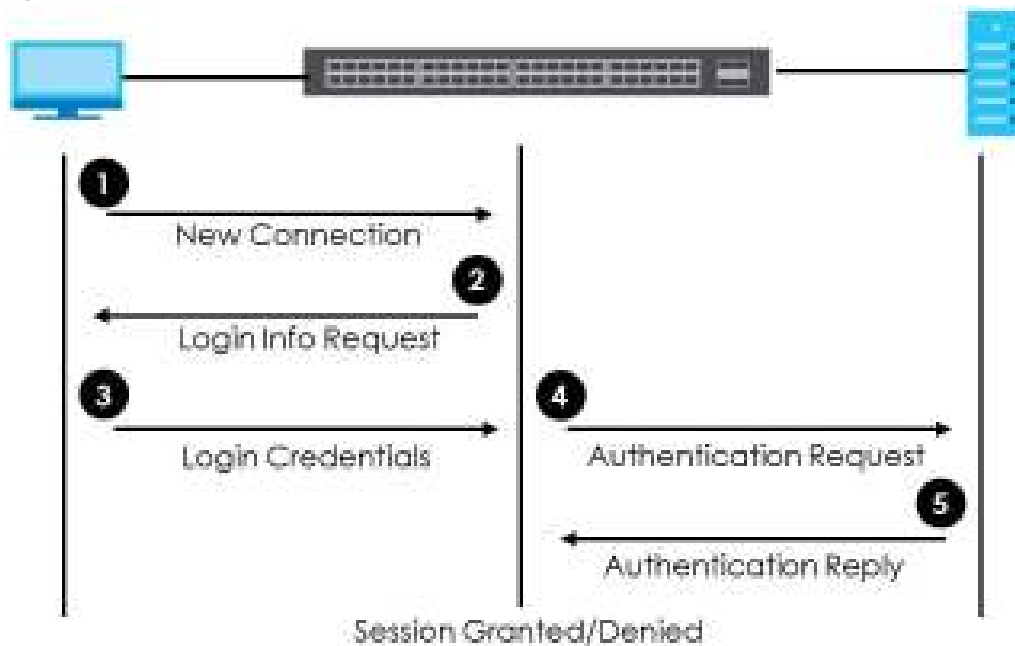 1
New Connection
2
Login Info Request
3
Login Credentials
4
Authentication Request
5
Authentication Reply
Session Granted/Denied